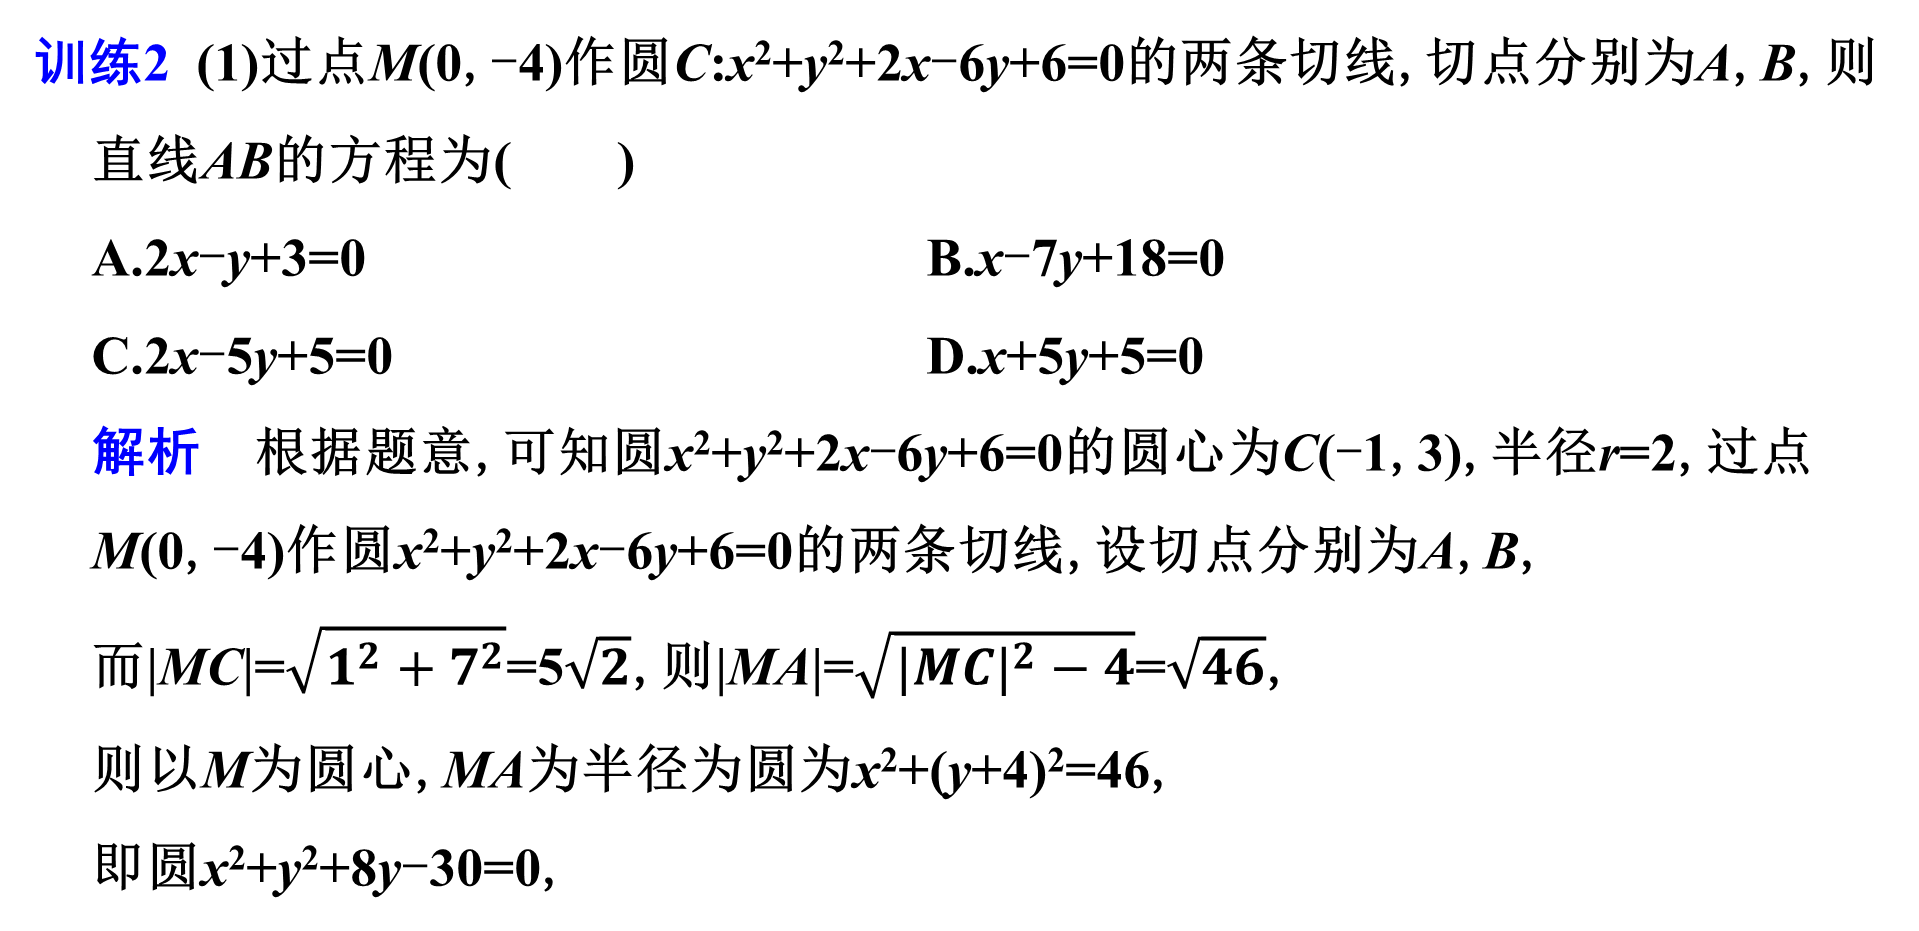 训练2 (1)过点M(0, -4)作圆C:x²+y²+2x-6y+6=0的两条切线, 切点分别为A, B, 则
直线AB的方程为(  )
A.2x-y+3=0 B.x-7y+18=0
C.2x-5y+5=0 D.x+5y+5=0
解析 根据题意, 可知圆x²+y²+2x-6y+6=0的圆心为C(-1, 3), 半径r=2, 过点
M(0, -4)作圆x²+y²+2x-6y+6=0的两条切线, 设切点分别为A, B,
而|MC|=√(1² + 7²)=5√2, 则|MA|=√(|MC|² - 4)=√46,
则以M为圆心, MA为半径为圆为x²+(y+4)²=46,
即圆x²+y²+8y-30=0,